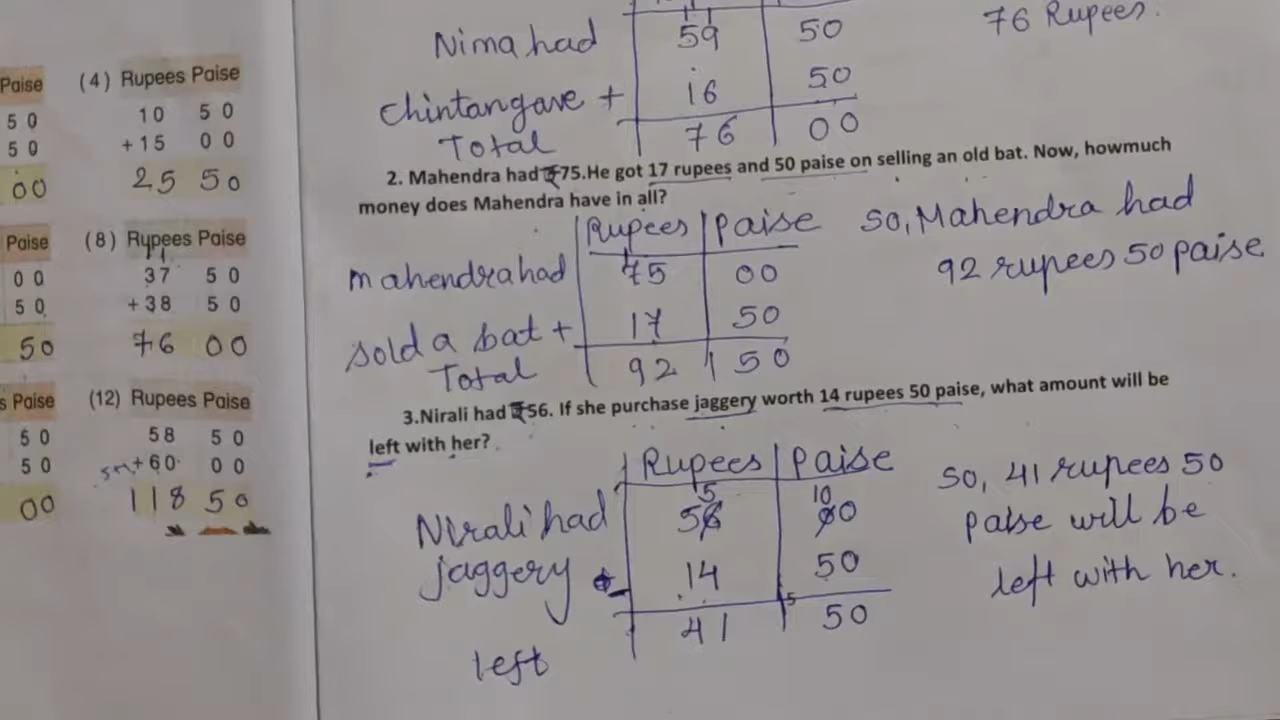 Paise
50
50
00
(4) Rupees Paise
10 50
+15 00
25 50
Paise
00
50
50
(8) Rupees Paise
11
37 50
+38 50
76 00
s Paise
50
50
00
(12) Rupees Paise
58 50
+60 00
118 50
Nima had 59 50
Chintangave + 16 50
Total 76 00
76 Rupees.
2. Mahendra had ₹75.He got 17 rupees and 50 paise on selling an old bat. Now, howmuch
money does Mahendra have in all?
Rupees Paise
mahendra had 75 00
sold a bat + 17 50
Total 92 50
So, Mahendra had
92 rupees 50 paise
3.Nirali had ₹56. If she purchase jaggery worth 14 rupees 50 paise, what amount will be
left with her?
Rupees Paise
5 10
Nirali had 56 00
jaggery - 14 50
41 50
left
So, 41 rupees 50
paise will be
left with her.